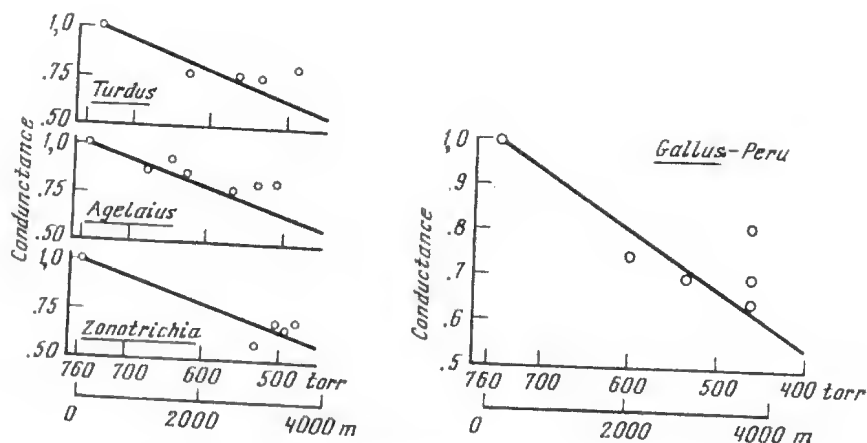 1,0
.75
.50
Turdus
1,0
.75
.50
Agelaius
1,0
.75
0.50
Zonotrichia
Condunctance
760 700 600 500 torr
0 2000 4000 m
Gallus-Peru
1,0
.9
.8
.7
.6
.5
Conductance
760 700 600 500 400 torr
0 2000 4000 m